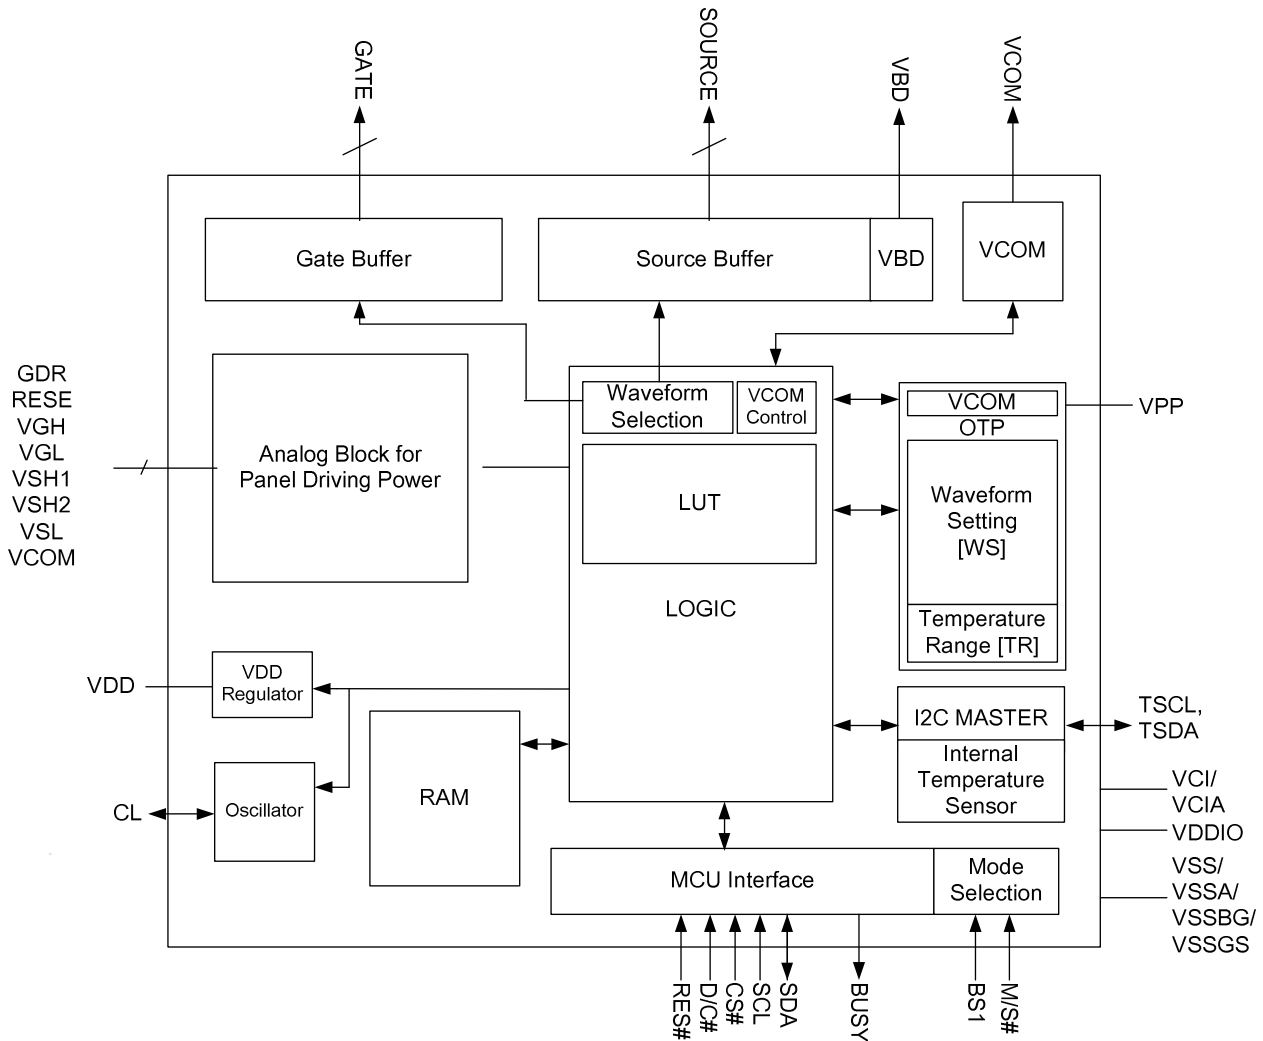 GATE
SOURCE
VBD
VCOM
Gate Buffer
Source Buffer
VBD
VCOM
GDR
RESE
VGH
VGL
VSH1
VSH2
VSL
VCOM
Analog Block for
Panel Driving Power
Waveform
Selection
VCOM
Control
LUT
LOGIC
VCOM
OTP
Waveform
Setting
[WS]
Temperature
Range [TR]
VPP
VDD
VDD
Regulator
CL
Oscillator
RAM
I2C MASTER
Internal
Temperature
Sensor
TSCL,
TSDA
VCI/
VCIA
VDDIO
VSS/
VSSA/
VSSBG/
VSSGS
MCU Interface
Mode
Selection
RES#
D/C#
CS#
SCL
SDA
BUSY
BS1
M/S#